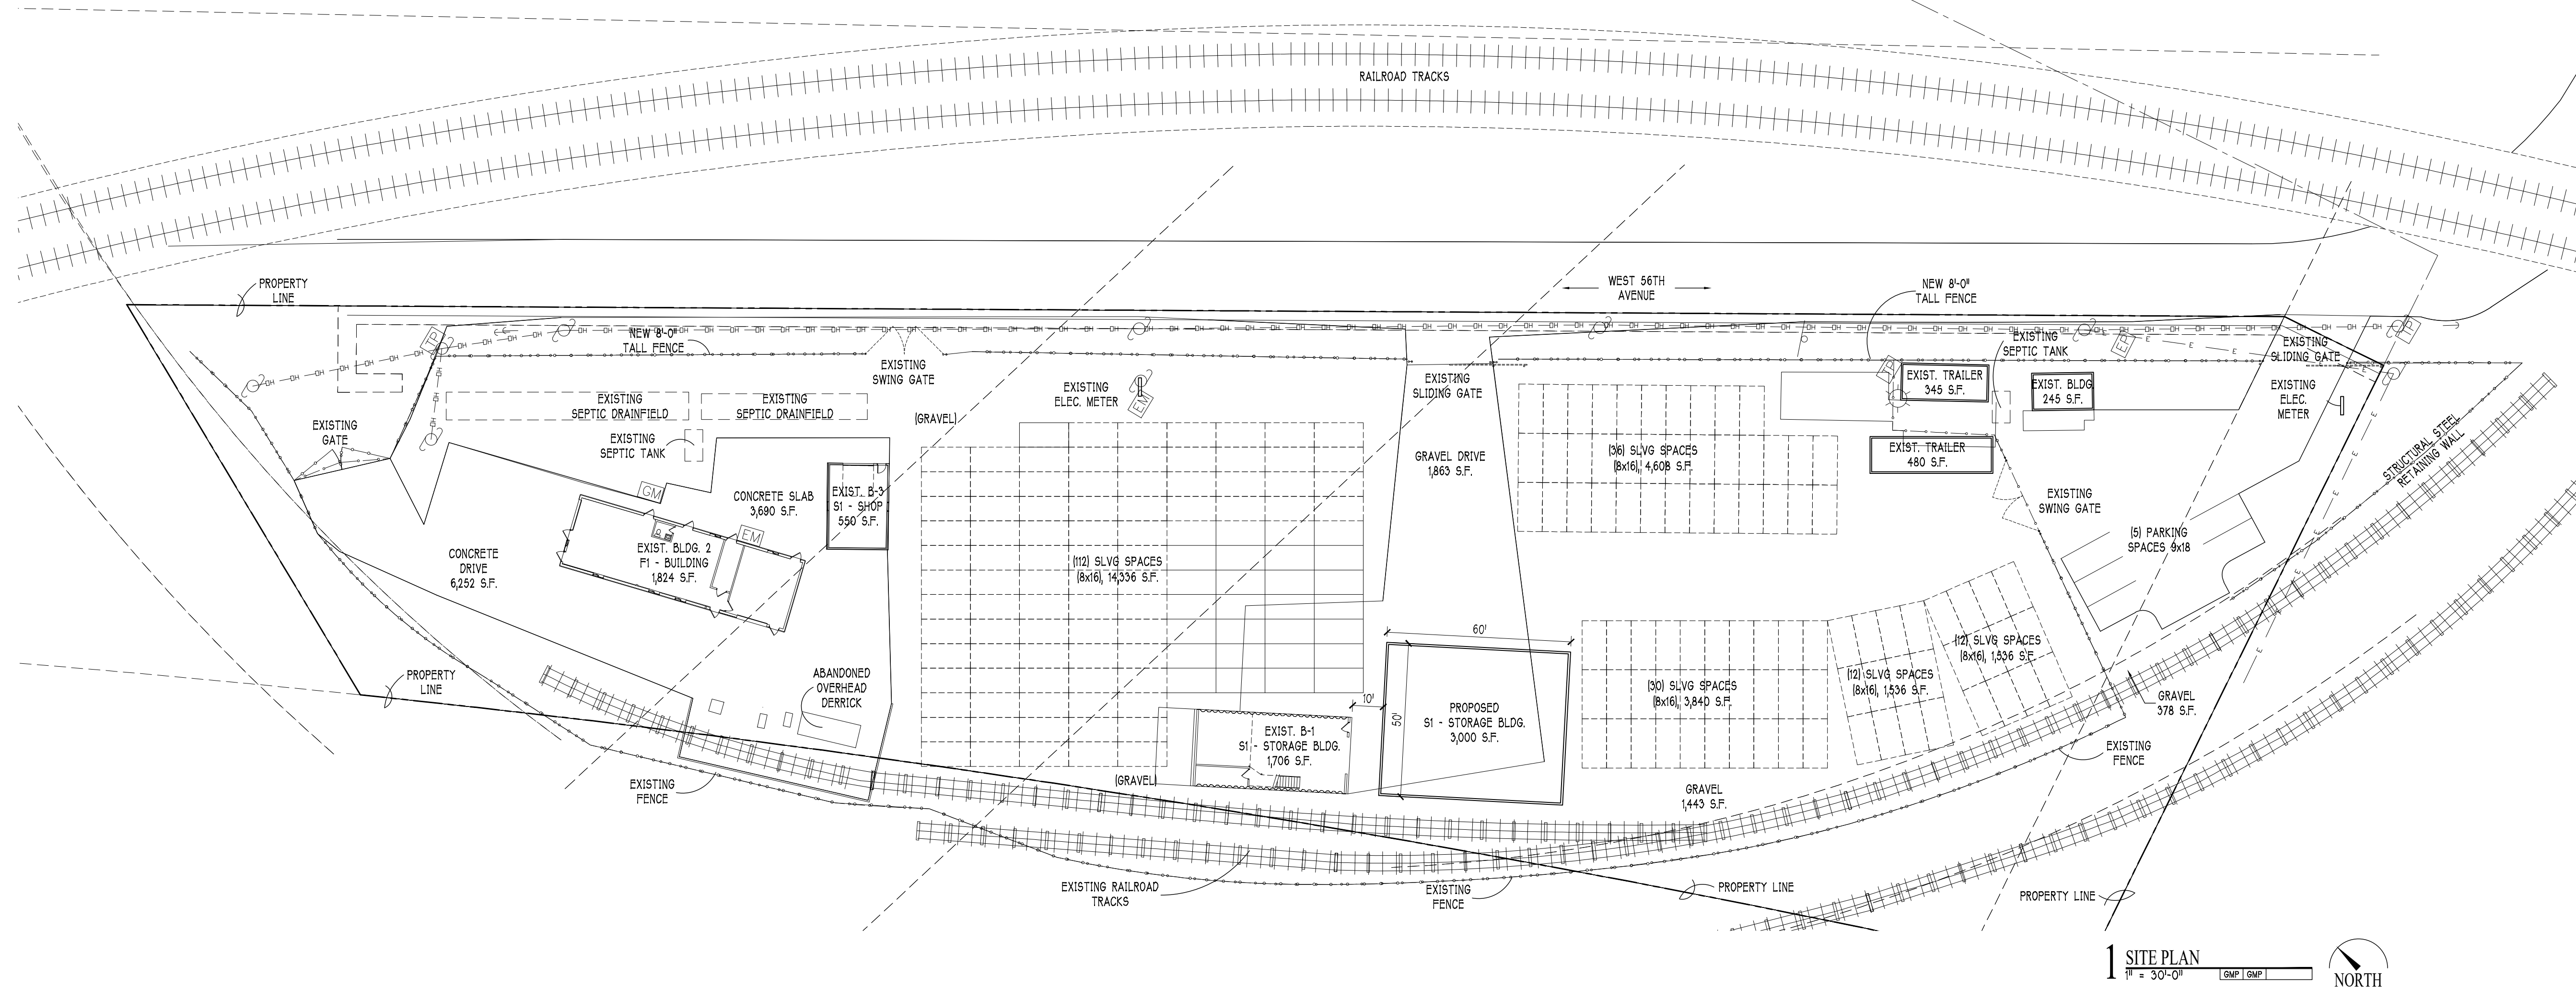 RAILROAD TRACKS
PROPERTY
LINE
WEST 56TH
AVENUE
NEW 8'-0"
TALL FENCE
NEW 8'-0"
TALL FENCE
EXISTING
SWING GATE
EXISTING
SEPTIC TANK
EXISTING
SLIDING GATE
EXISTING
ELEC. METER
EM
EXISTING
SLIDING GATE
EXIST. TRAILER
345 S.F.
EXIST. BLDG.
245 S.F.
EXISTING
ELEC.
METER
EXISTING
SEPTIC DRAINFIELD
EXISTING
SEPTIC DRAINFIELD
(GRAVEL)
EXISTING
GATE
EXISTING
SEPTIC TANK
STRUCTURAL STEEL
RETAINING WALL
(36) SLVG SPACES
(8x16), 4,608 S.F.
GRAVEL DRIVE
1,863 S.F.
EXIST. TRAILER
480 S.F.
GM
CONCRETE SLAB
3,690 S.F.
EXIST. B-3
S1 - SHOP
550 S.F.
EXISTING
SWING GATE
EM
(5) PARKING
SPACES 9x18
EXIST. BLDG. 2
F1 - BUILDING
1,824 S.F.
CONCRETE
DRIVE
6,252 S.F.
(112) SLVG SPACES
(8x16), 14,336 S.F.
60'
(12) SLVG SPACES
(8x16), 1,536 S.F.
(12) SLVG SPACES
(8x16), 1,536 S.F.
(30) SLVG SPACES
(8x16), 3,840 S.F.
PROPERTY
LINE
ABANDONED
OVERHEAD
DERRICK
10'
50'
PROPOSED
S1 - STORAGE BLDG.
3,000 S.F.
GRAVEL
378 S.F.
EXIST. B-1
S1 - STORAGE BLDG.
1,706 S.F.
EXISTING
FENCE
EXISTING
FENCE
(GRAVEL)
GRAVEL
1,443 S.F.
EXISTING RAILROAD
TRACKS
EXISTING
FENCE
PROPERTY LINE
PROPERTY LINE
1 SITE PLAN
1" = 30'-0"
GMP GMP
NORTH